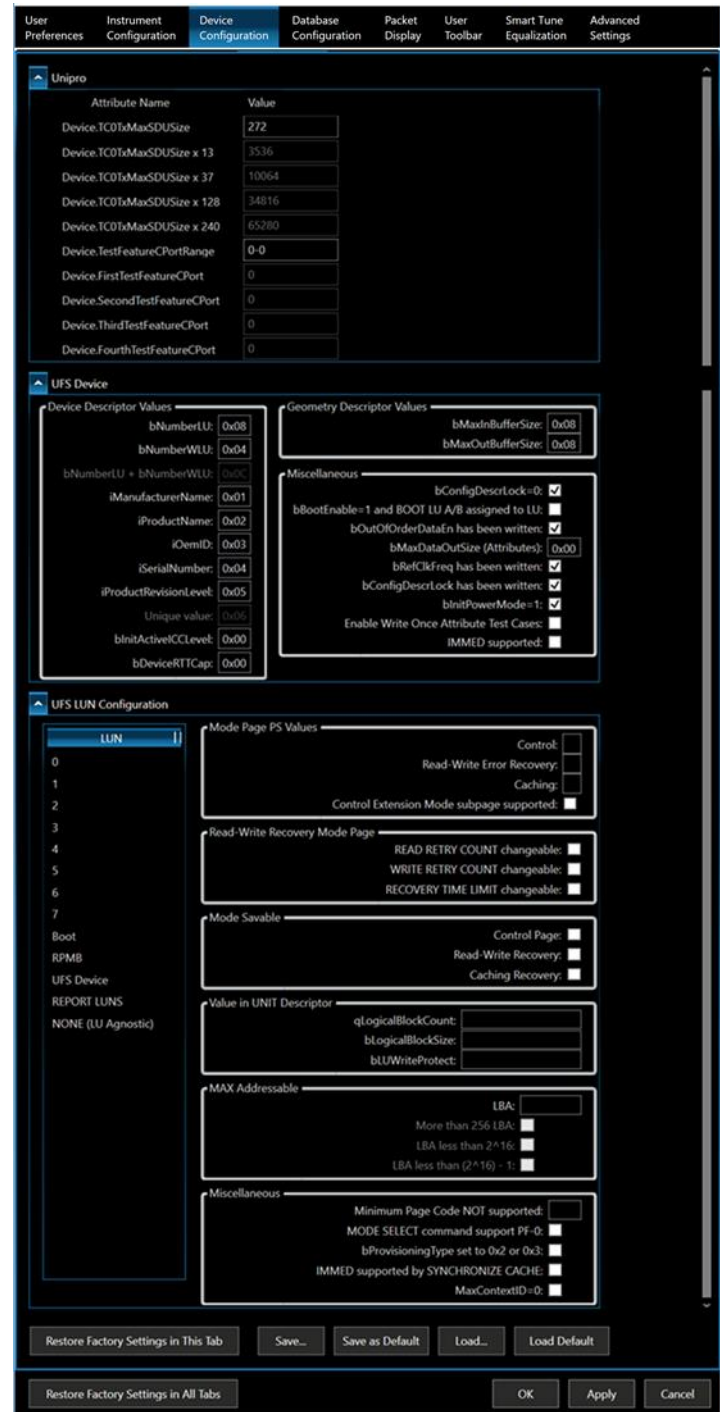 User Preferences Instrument Configuration Device Configuration Database Configuration Packet Display User Toolbar Smart Tune Equalization Advanced Settings
Unipro
Attribute Name Value
Device.TC0TxMaxSDUSize 272
Device.TC0TxMaxSDUSize x 13 3536
Device.TC0TxMaxSDUSize x 37 10064
Device.TC0TxMaxSDUSize x 128 34816
Device.TC0TxMaxSDUSize x 240 65280
Device.TestFeatureCPortRange 0-0
Device.FirstTestFeatureCPort 0
Device.SecondTestFeatureCPort 0
Device.ThirdTestFeatureCPort 0
Device.FourthTestFeatureCPort 0
UFS Device
Device Descriptor Values
bNumberLU: 0x08
bNumberWLU: 0x04
bNumberLU + bNumberWLU: 0x0C
iManufacturerName: 0x01
iProductName: 0x02
iOemID: 0x03
iSerialNumber: 0x04
iProductRevisionLevel: 0x05
Unique value: 0x06
bInitActiveICCLevel: 0x00
bDeviceRTTCap: 0x00
Geometry Descriptor Values
bMaxInBufferSize: 0x08
bMaxOutBufferSize: 0x08
Miscellaneous
bConfigDescrLock=0:
bBootEnable=1 and BOOT LU A/B assigned to LU:
bOutOfOrderDataEn has been written:
bMaxDataOutSize (Attributes): 0x00
bRefClkFreq has been written:
bConfigDescrLock has been written:
bInitPowerMode=1:
Enable Write Once Attribute Test Cases:
IMMED supported:
UFS LUN Configuration
LUN
0
1
2
3
4
5
6
7
Boot
RPMB
UFS Device
REPORT LUNS
NONE (LU Agnostic)
Mode Page PS Values
Control:
Read-Write Error Recovery:
Caching:
Control Extension Mode subpage supported:
Read-Write Recovery Mode Page
READ RETRY COUNT changeable:
WRITE RETRY COUNT changeable:
RECOVERY TIME LIMIT changeable:
Mode Savable
Control Page:
Read-Write Recovery:
Caching Recovery:
Value in UNIT Descriptor
qLogicalBlockCount:
bLogicalBlockSize:
bLUWriteProtect:
MAX Addressable
LBA:
More than 256 LBA:
LBA less than 2^16:
LBA less than (2^16) - 1:
Miscellaneous
Minimum Page Code NOT supported:
MODE SELECT command support PF-0:
bProvisioningType set to 0x2 or 0x3:
IMMED supported by SYNCHRONIZE CACHE:
MaxContextID=0:
Restore Factory Settings in This Tab Save... Save as Default Load... Load Default
Restore Factory Settings in All Tabs OK Apply Cancel